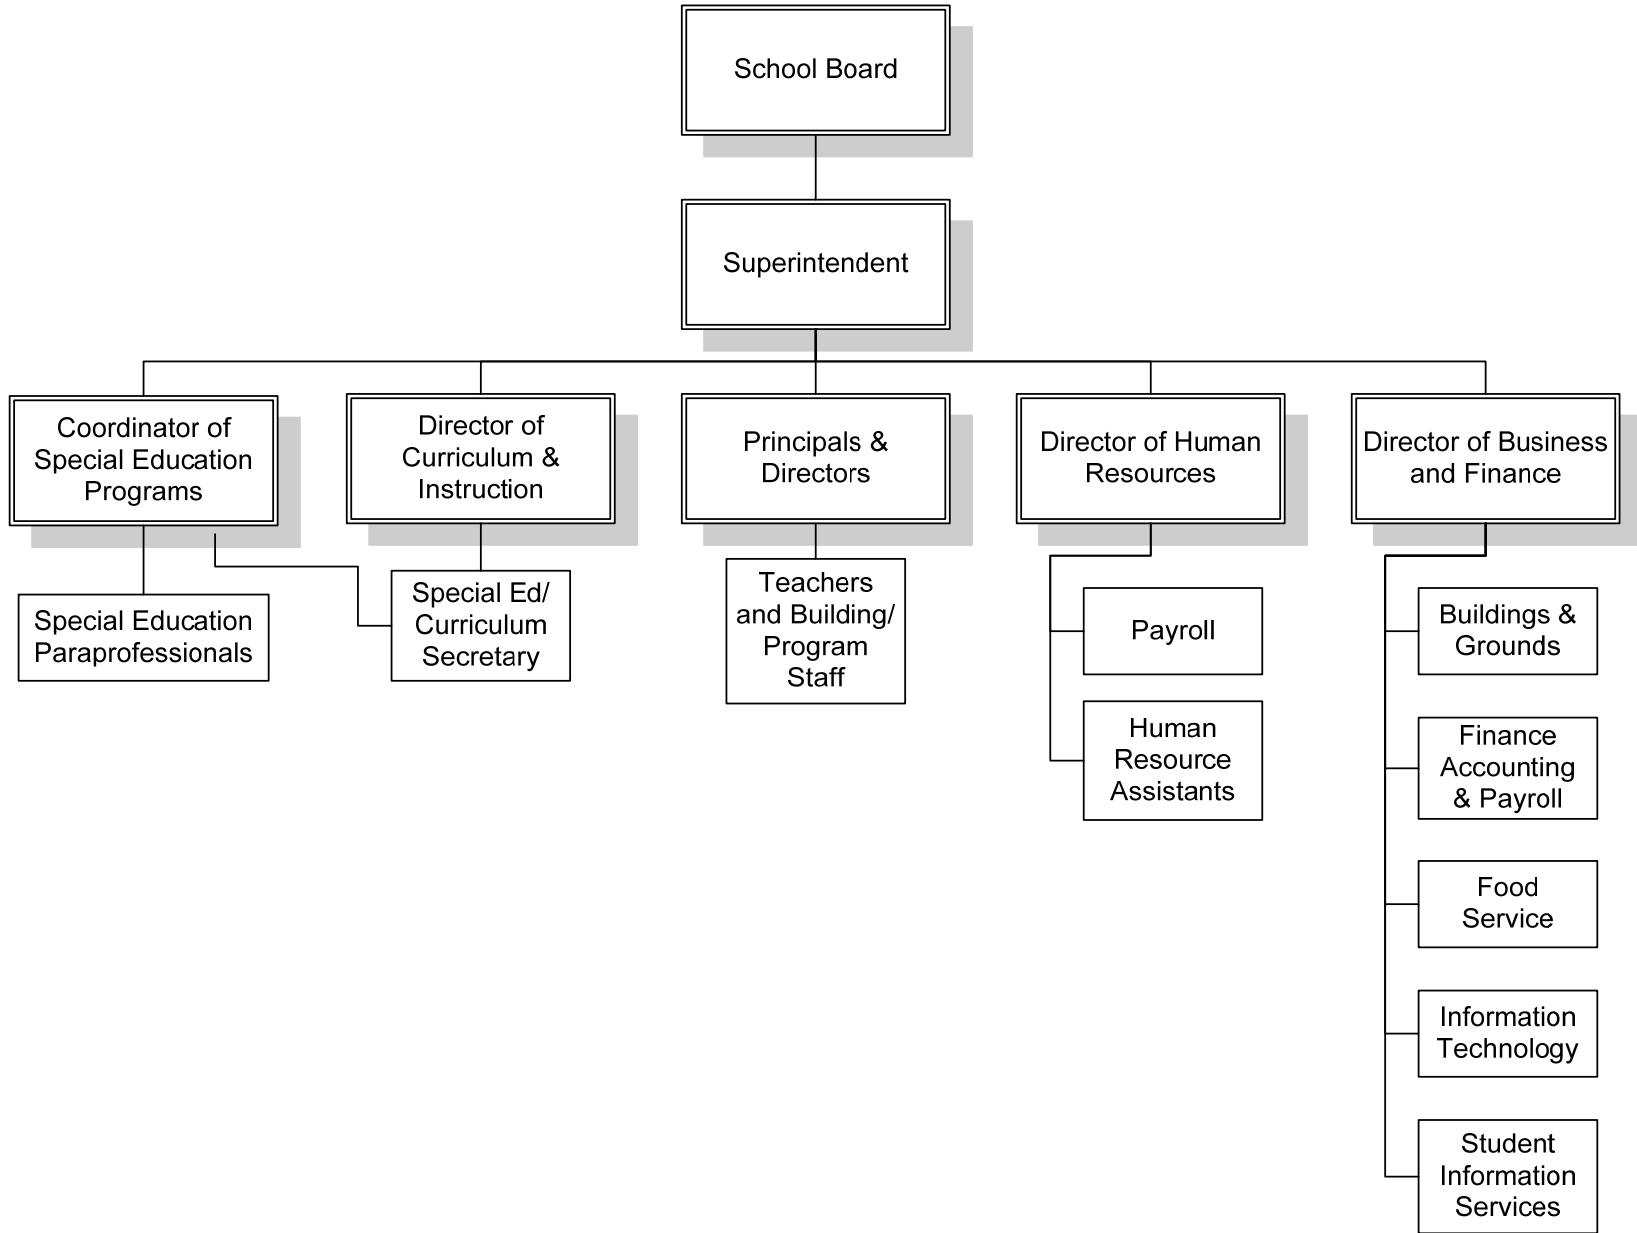 School Board
Superintendent
Coordinator of
Special Education
Programs
Director of
Curriculum &
Instruction
Principals &
Directors
Director of Human
Resources
Director of Business
and Finance
Special Education
Paraprofessionals
Special Ed/
Curriculum
Secretary
Teachers
and Building/
Program
Staff
Payroll
Human
Resource
Assistants
Buildings &
Grounds
Finance
Accounting
& Payroll
Food
Service
Information
Technology
Student
Information
Services